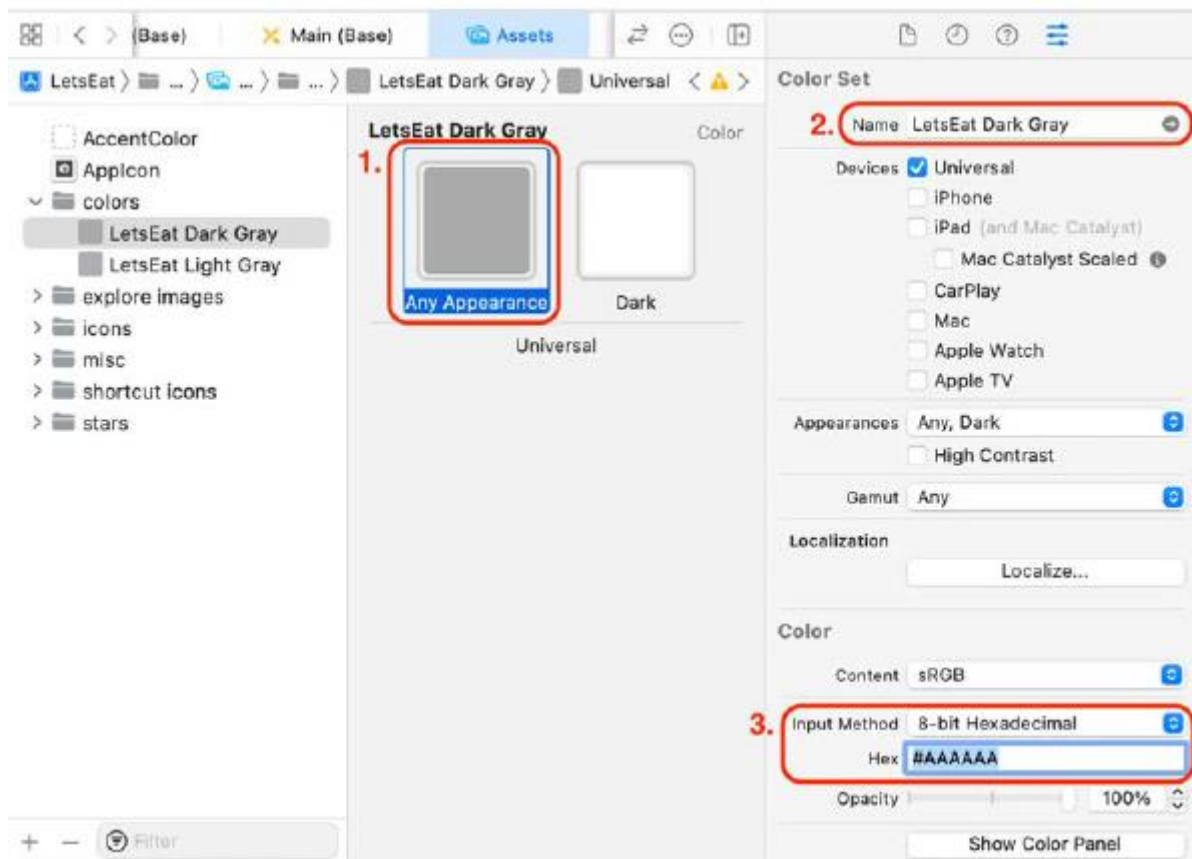 (Base) Main (Base) Assets
LetsEat ... ... ... LetsEat Dark Gray Universal
AccentColor
AppIcon
colors
LetsEat Dark Gray
LetsEat Light Gray
explore images
icons
misc
shortcut icons
stars
Filter
LetsEat Dark Gray Color
1.
Any Appearance Dark
Universal
Color Set
2. Name LetsEat Dark Gray
Devices Universal
iPhone
iPad (and Mac Catalyst)
Mac Catalyst Scaled
CarPlay
Mac
Apple Watch
Apple TV
Appearances Any, Dark
High Contrast
Gamut Any
Localization
Localize...
Color
Content sRGB
3. Input Method 8-bit Hexadecimal
Hex #AAAAAA
Opacity 100%
Show Color Panel